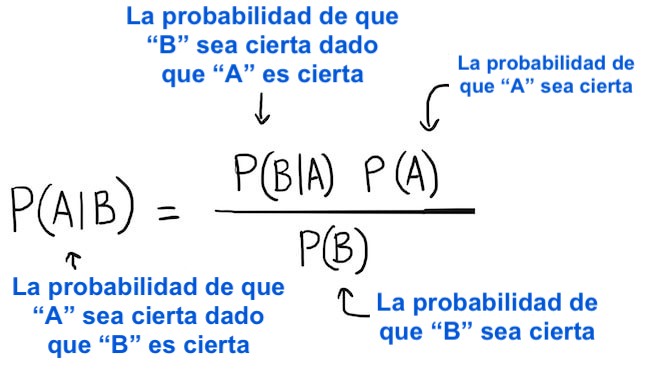 La probabilidad de que
“B” sea cierta dado
que “A” es cierta
La probabilidad de
que “A” sea cierta
P(B|A) P(A)
P(A|B) =
P(B)
La probabilidad de que
“A” sea cierta dado
que “B” es cierta
La probabilidad de
que “B” sea cierta